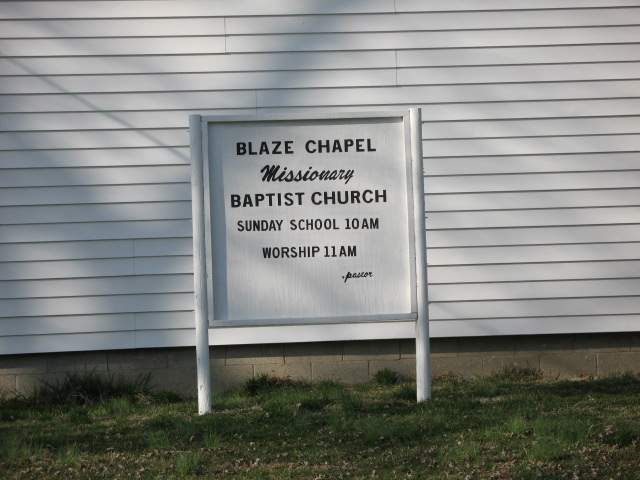 BLAZE CHAPEL
Missionary
BAPTIST CHURCH
SUNDAY SCHOOL 10AM
WORSHIP 11AM
. pastor